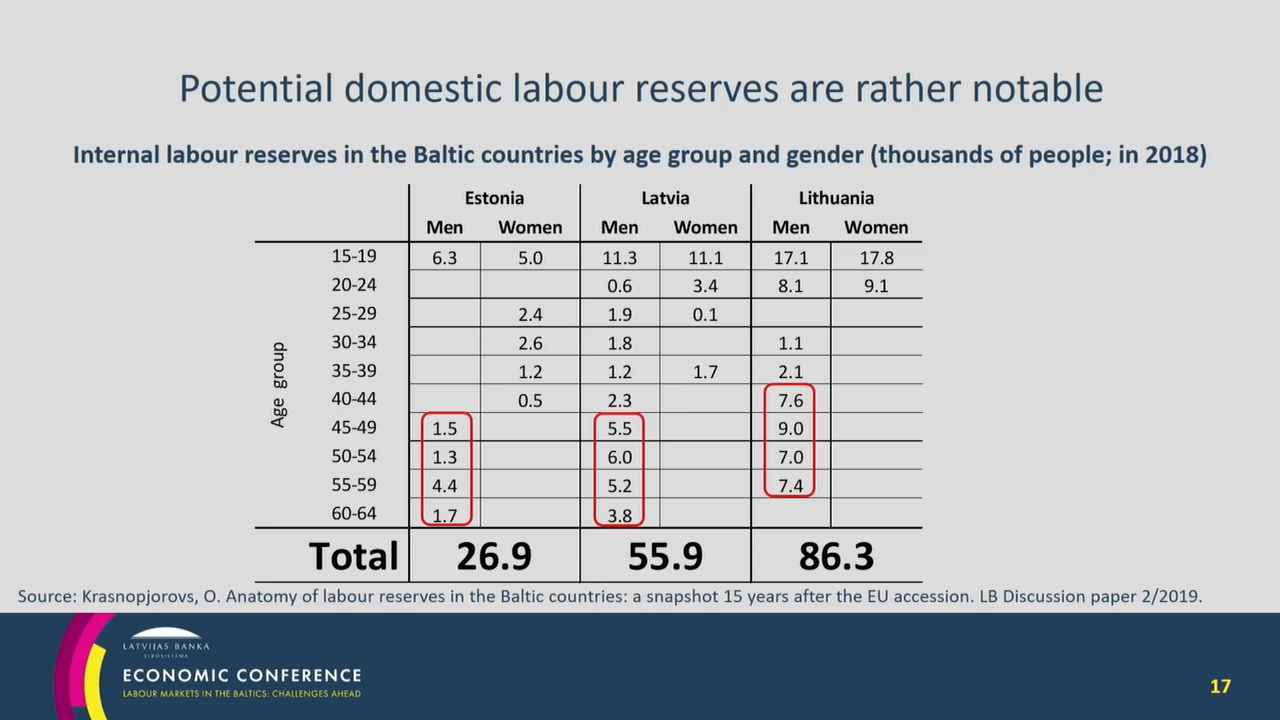 Potential domestic labour reserves are rather notable
Internal labour reserves in the Baltic countries by age group and gender (thousands of people; in 2018)
Estonia Latvia Lithuania
Men Women Men Women Men Women
Age group
15-19 6.3 5.0 11.3 11.1 17.1 17.8
20-24 0.6 3.4 8.1 9.1
25-29 2.4 1.9 0.1
30-34 2.6 1.8 1.1
35-39 1.2 1.2 1.7 2.1
40-44 0.5 2.3 7.6
45-49 1.5 5.5 9.0
50-54 1.3 6.0 7.0
55-59 4.4 5.2 7.4
60-64 1.7 3.8
Total 26.9 55.9 86.3
Source: Krasnopjorovs, O. Anatomy of labour reserves in the Baltic countries: a snapshot 15 years after the EU accession. LB Discussion paper 2/2019.
LATVIJAS BANKA
EIROSISTĒMA
ECONOMIC CONFERENCE
LABOUR MARKETS IN THE BALTICS: CHALLENGES AHEAD
17